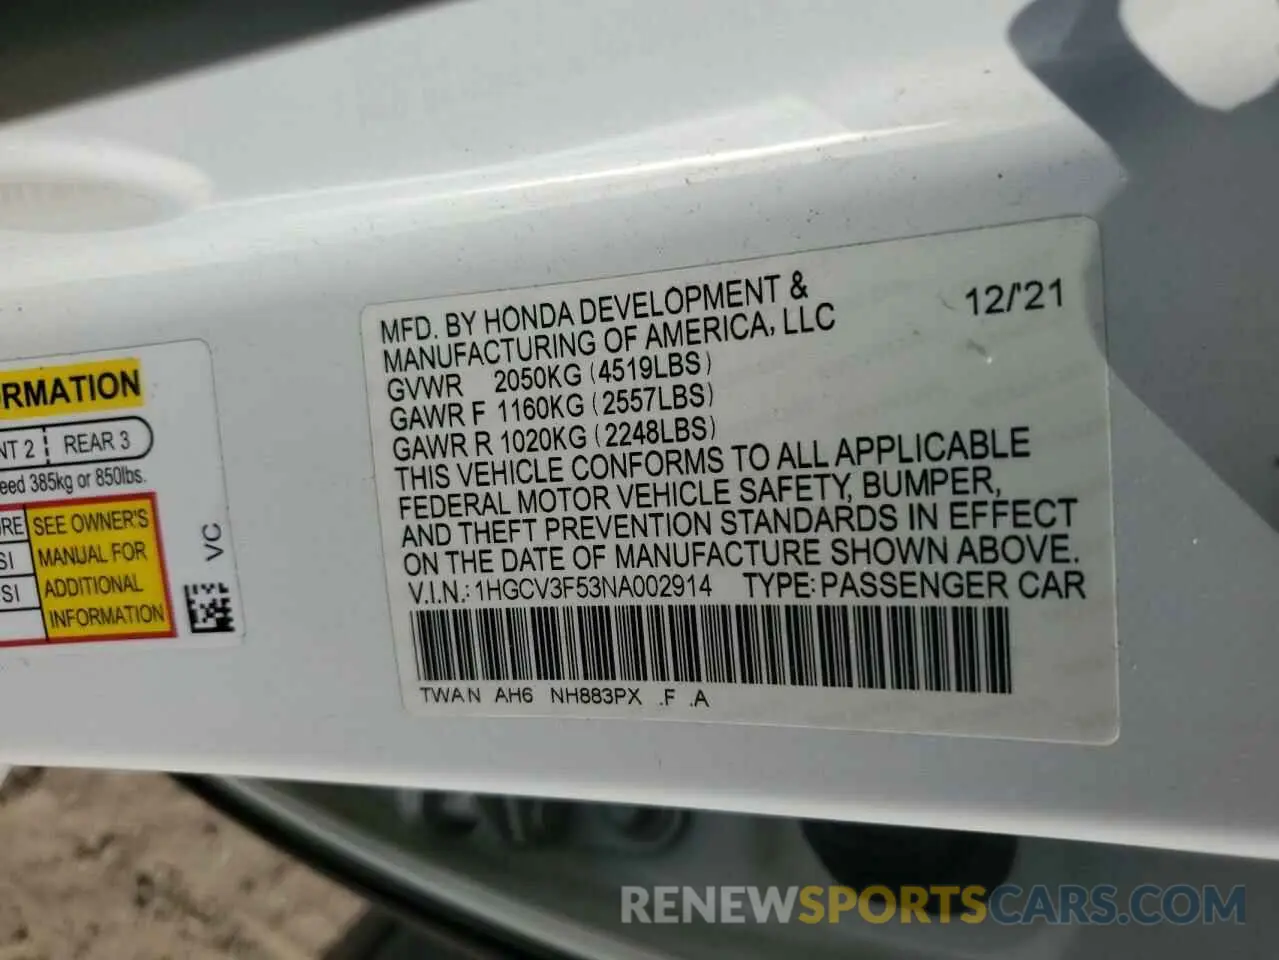 MFD. BY HONDA DEVELOPMENT &
MANUFACTURING OF AMERICA, LLC
12/'21
GVWR 2050KG (4519LBS)
GAWR F 1160KG (2557LBS)
GAWR R 1020KG (2248LBS)
THIS VEHICLE CONFORMS TO ALL APPLICABLE
FEDERAL MOTOR VEHICLE SAFETY, BUMPER,
AND THEFT PREVENTION STANDARDS IN EFFECT
ON THE DATE OF MANUFACTURE SHOWN ABOVE.
V.I.N.: 1HGCV3F53NA002914 TYPE: PASSENGER CAR
TWAN AH6 NH883PX .F .A
ORMATION
NT 2 REAR 3
eed 385kg or 850lbs.
RE SEE OWNER'S
SI MANUAL FOR
SI ADDITIONAL
INFORMATION
VC
RENEWSPORTSCARS.COM